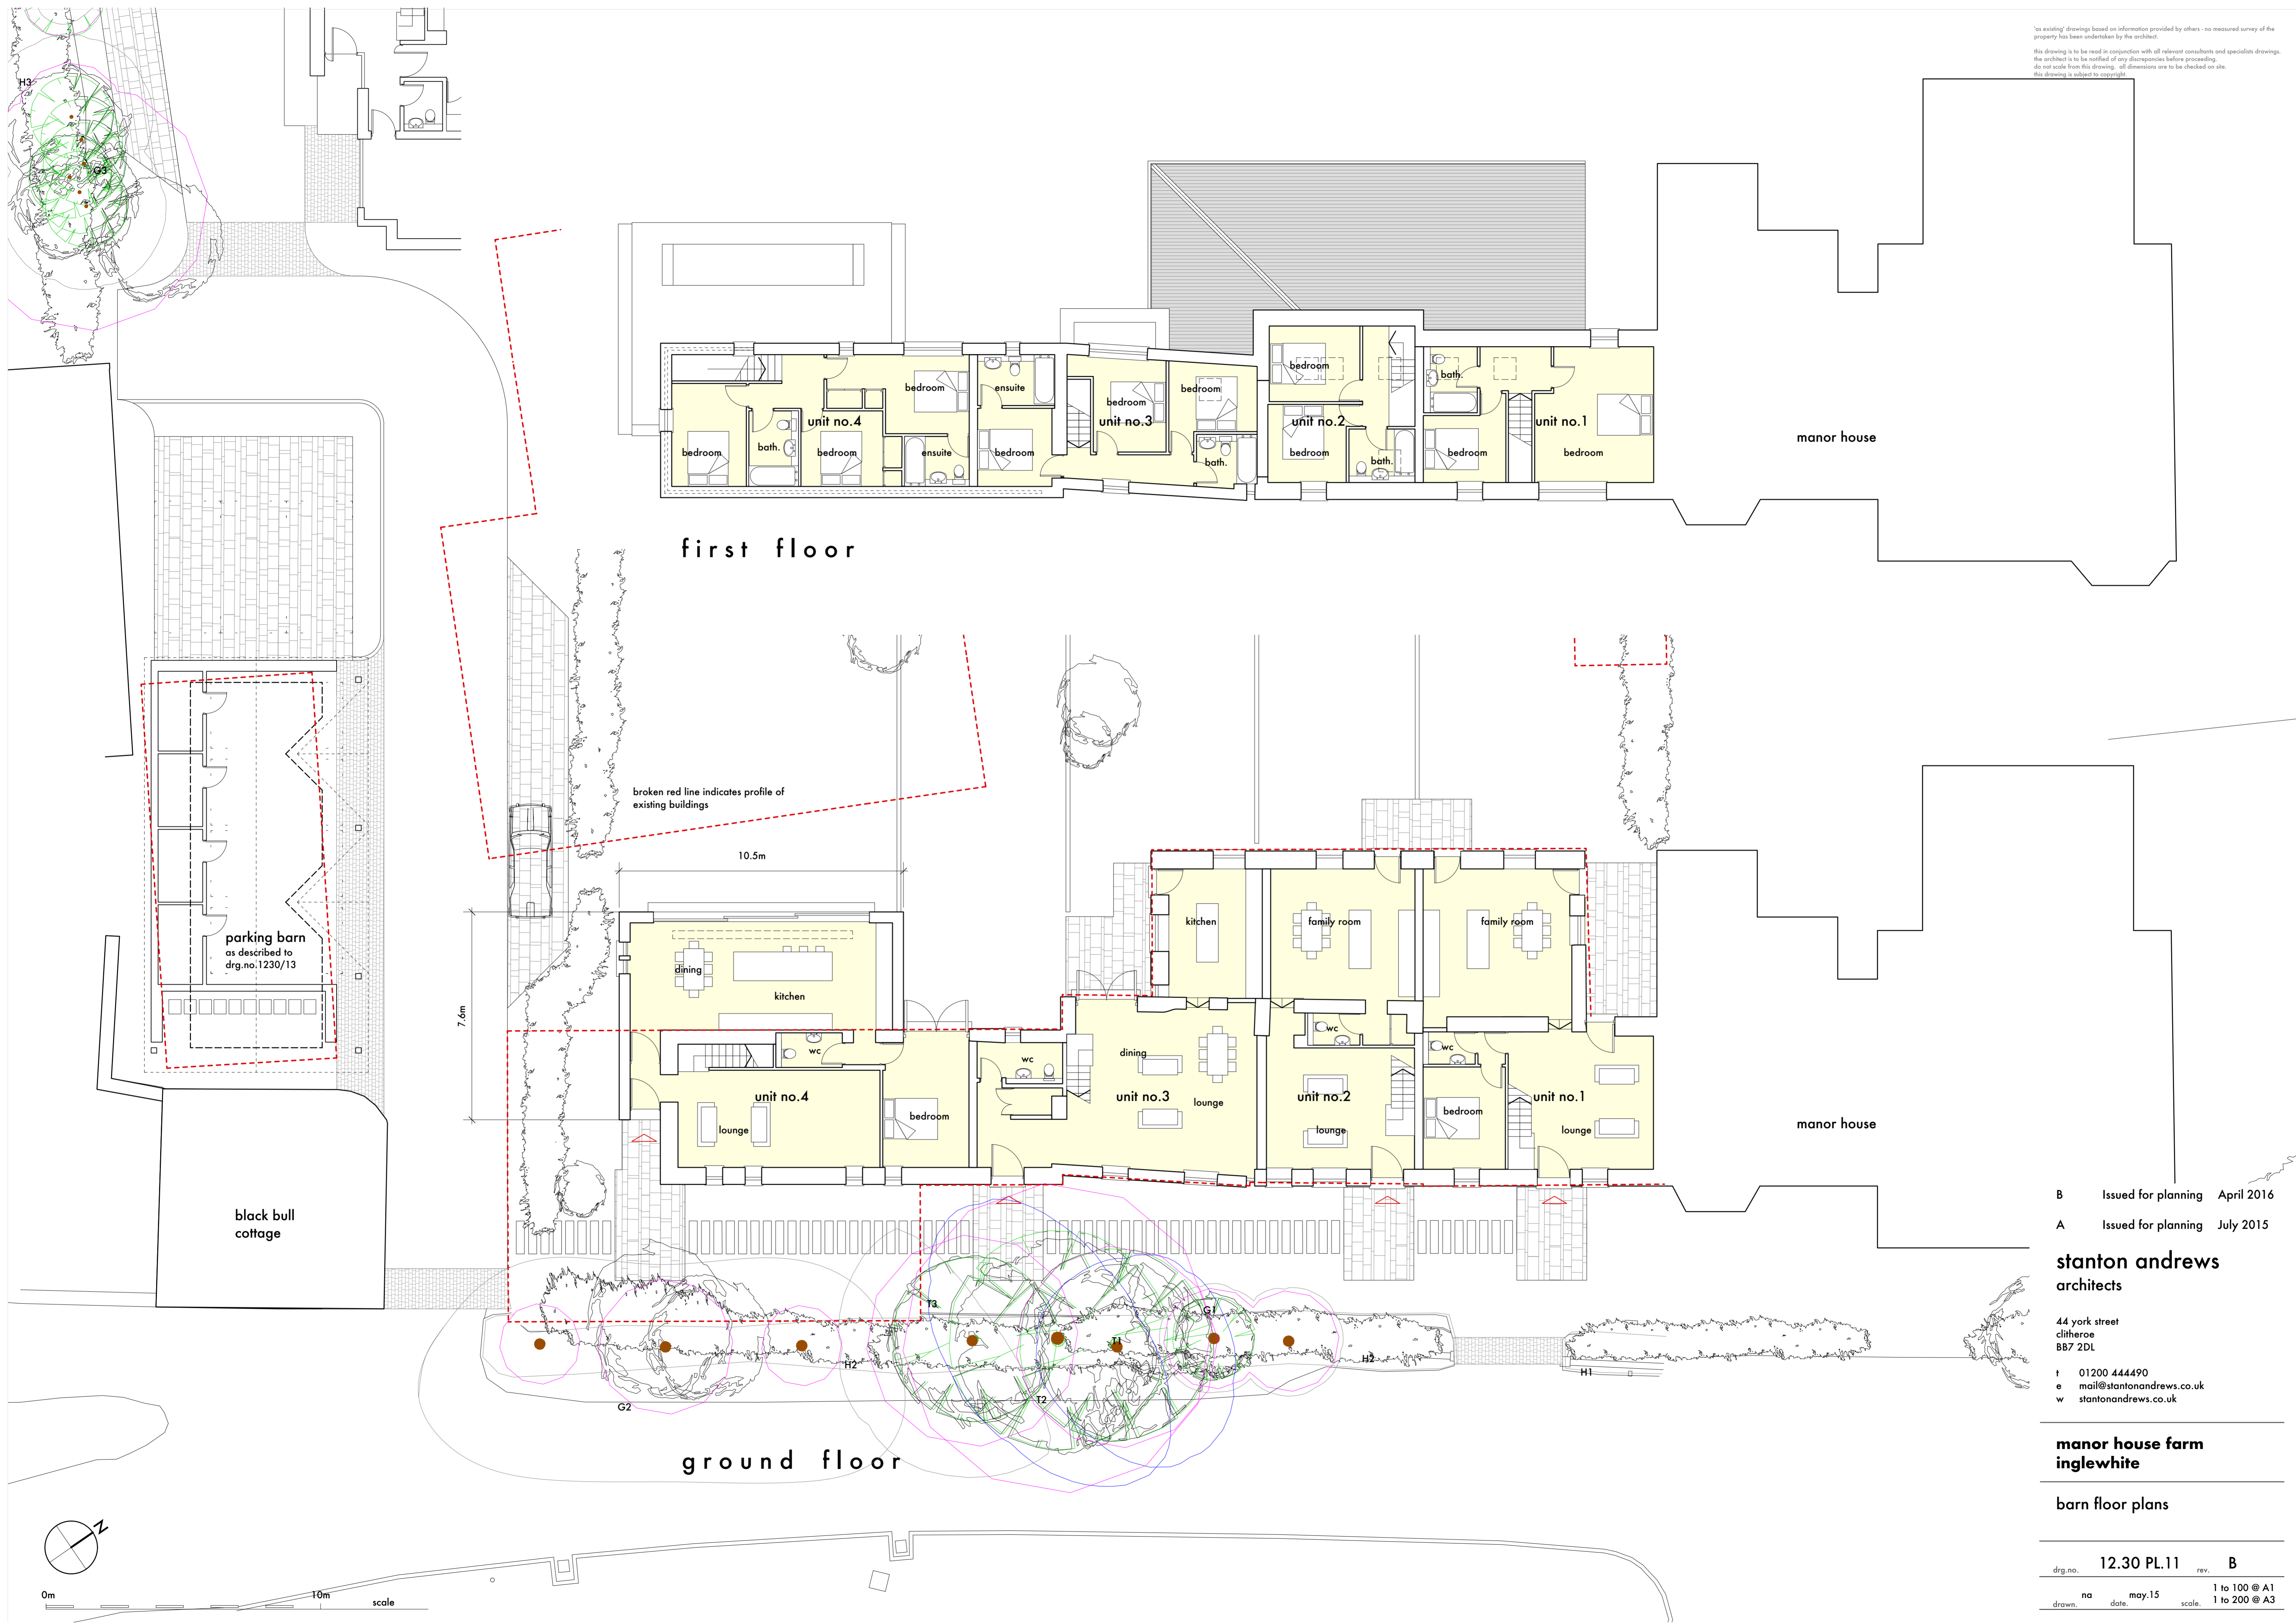 'as existing' drawings based on information provided by others - no measured survey of the
property has been undertaken by the architect.
this drawing is to be read in conjunction with all relevant consultants and specialists drawings.
the architect is to be notified of any discrepancies before proceeding.
do not scale from this drawing. all dimensions are to be checked on site.
this drawing is subject to copyright.
H3
G3
bedroom
bath.
unit no.4
bedroom
bedroom
ensuite
ensuite
bedroom
bedroom
unit no.3
bedroom
bath.
bedroom
unit no.2
bedroom
bath.
bath.
bedroom
unit no.1
bedroom
manor house
first floor
broken red line indicates profile of
existing buildings
10.5m
7.6m
parking barn
as described to
drg.no.1230/13
dining
kitchen
wc
unit no.4
lounge
bedroom
wc
kitchen
dining
unit no.3
lounge
family room
wc
unit no.2
lounge
family room
wc
bedroom
unit no.1
lounge
manor house
black bull
cottage
T3
G1
T1
H2
H2
H1
T2
G2
ground floor
N
0m
10m
scale
B Issued for planning April 2016
A Issued for planning July 2015
stanton andrews
architects
44 york street
clitheroe
BB7 2DL
t 01200 444490
e mail@stantonandrews.co.uk
w stantonandrews.co.uk
manor house farm
inglewhite
barn floor plans
drg.no. 12.30 PL.11 rev. B
drawn. na date. may.15 scale. 1 to 100 @ A1
1 to 200 @ A3